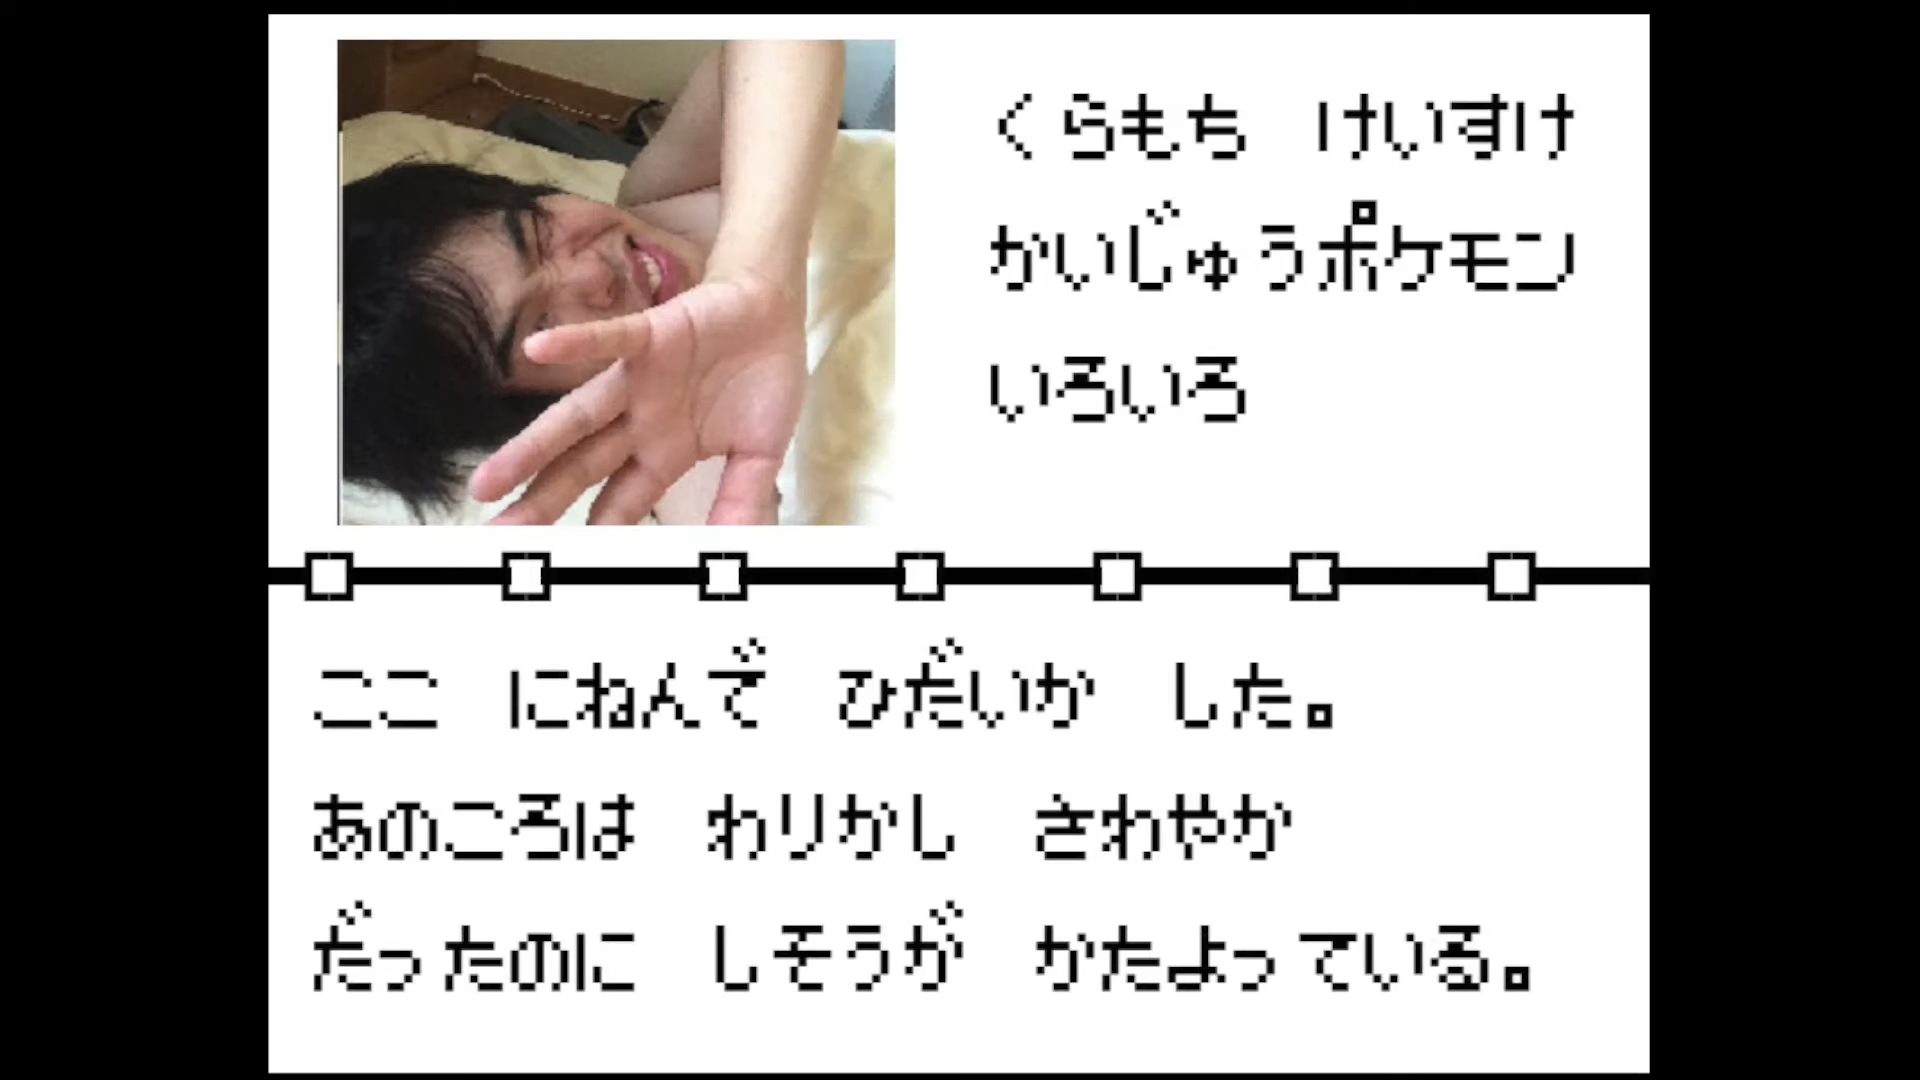 くらもち けいすけ
かいじゅうポケモン
いろいろ
ここ にねんで ひだいか した。
あのころは わりかし さわやか
だったのに しそうが かたよっている。